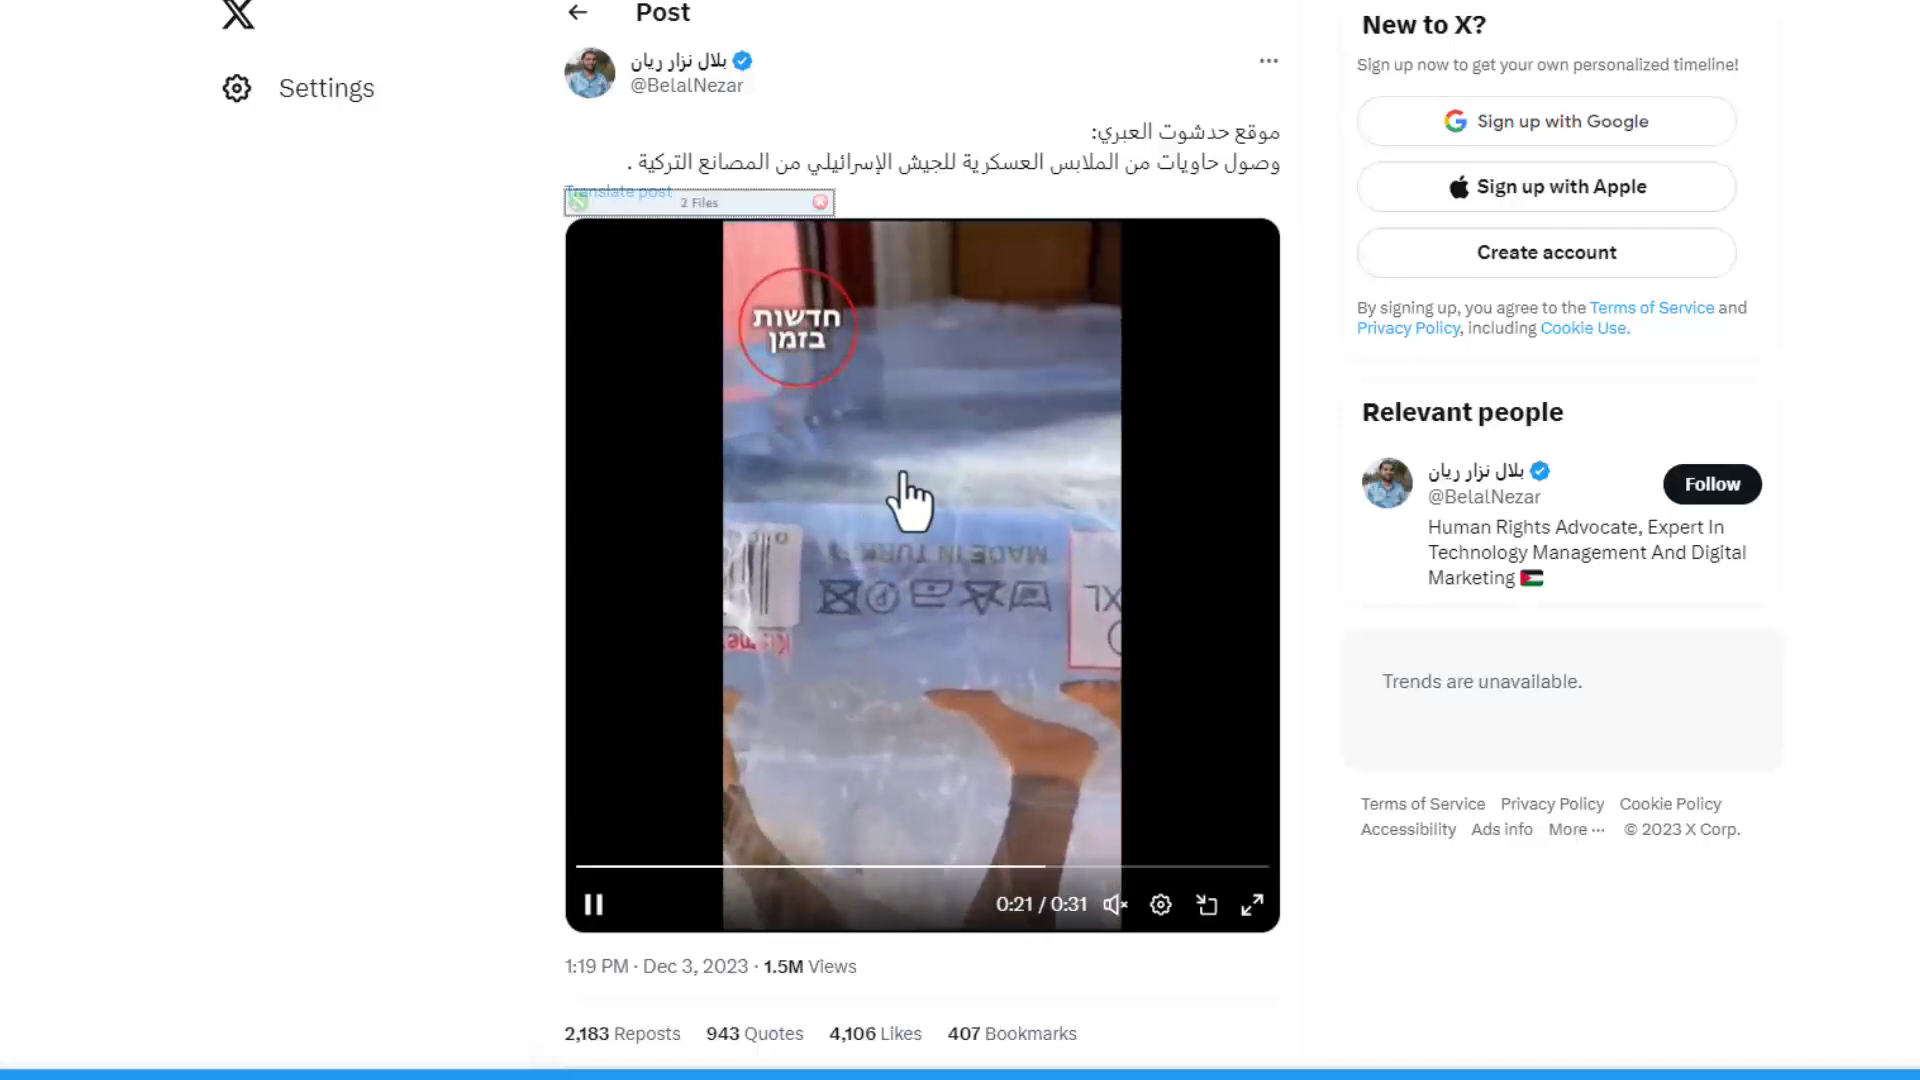 Post
Settings
بلال نزار ريان
@BelalNezar
موقع حدشوت العبري:
وصول حاويات من الملابس العسكرية للجيش الإسرائيلي من المصانع التركية .
Translate post
2 Files
חדשות
בזמן
MADE IN
XL
0:21 / 0:31
1:19 PM · Dec 3, 2023 · 1.5M Views
2,183 Reposts 943 Quotes 4,106 Likes 407 Bookmarks
New to X?
Sign up now to get your own personalized timeline!
Sign up with Google
Sign up with Apple
Create account
By signing up, you agree to the Terms of Service and
Privacy Policy, including Cookie Use.
Relevant people
بلال نزار ريان
@BelalNezar
Follow
Human Rights Advocate, Expert In
Technology Management And Digital
Marketing
Trends are unavailable.
Terms of Service Privacy Policy Cookie Policy
Accessibility Ads info More ··· © 2023 X Corp.